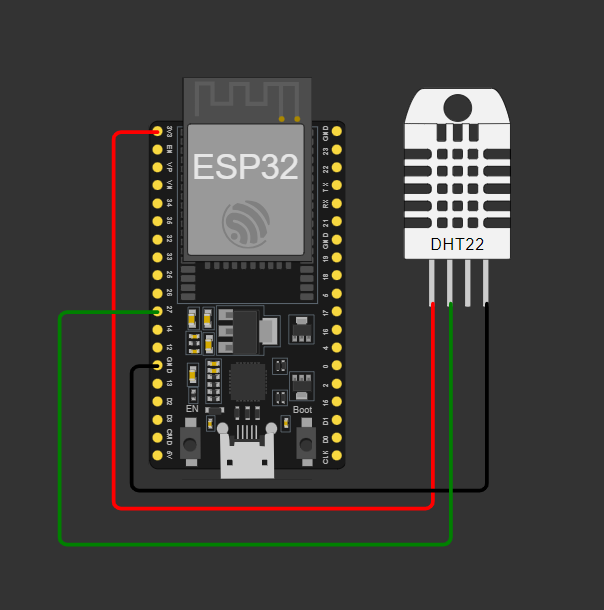 ESP32
DHT22
3V3
EN
VP
VN
34
35
32
33
25
26
27
14
12
GND
13
D2
D3
CMD
5V
GND
23
22
TX
RX
21
GND
19
18
5
17
16
4
0
2
15
D1
D0
CLK
EN
Boot